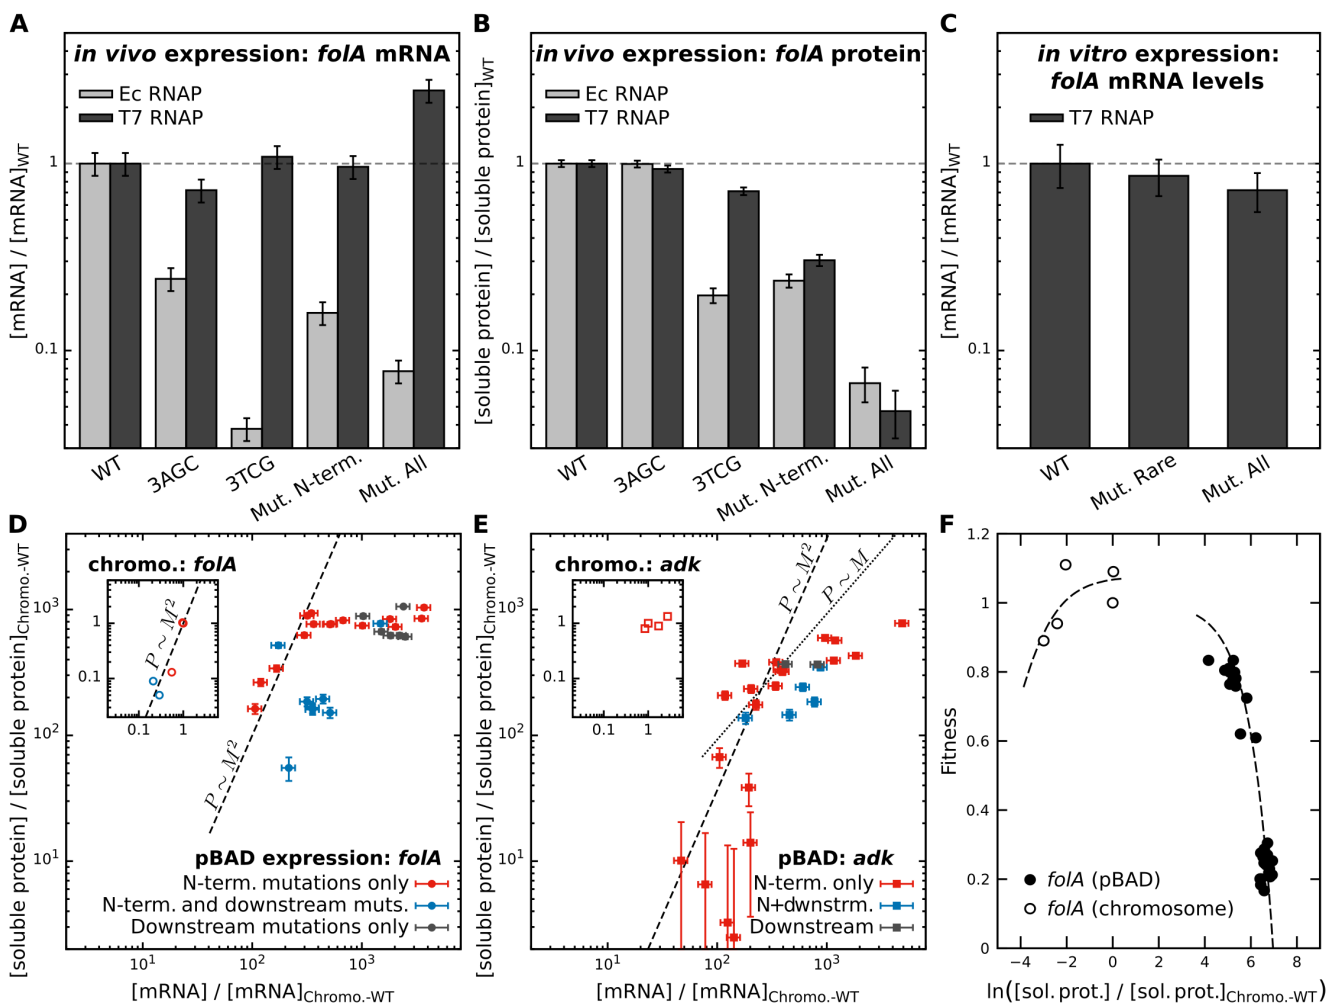 A
in vivo expression: folA mRNA
Ec RNAP
T7 RNAP
1
0.1
[mRNA] / [mRNA]WT
WT
3AGC
3TCG
Mut. N-term.
Mut. All
B
in vivo expression: folA protein
Ec RNAP
T7 RNAP
1
0.1
[soluble protein] / [soluble protein]WT
WT
3AGC
3TCG
Mut. N-term.
Mut. All
C
in vitro expression:
folA mRNA levels
T7 RNAP
1
0.1
[mRNA] / [mRNA]WT
WT
Mut. Rare
Mut. All
D
chromo.: folA
P ~ M²
1
0.1
0.1
1
P ~ M²
10³
10²
10¹
[soluble protein] / [soluble protein]Chromo.-WT
pBAD expression: folA
N-term. mutations only
N-term. and downstream muts.
Downstream mutations only
10¹
10²
10³
[mRNA] / [mRNA]Chromo.-WT
E
chromo.: adk
1
0.1
0.1
1
P ~ M²
P ~ M
10³
10²
10¹
[soluble protein] / [soluble protein]Chromo.-WT
pBAD: adk
N-term. only
N+dwnstrm.
Downstream
10¹
10²
10³
[mRNA] / [mRNA]Chromo.-WT
F
1.2
1
0.8
0.6
0.4
0.2
0
Fitness
folA (pBAD)
folA (chromosome)
−4
−2
0
2
4
6
8
ln([sol. prot.] / [sol. prot.]Chromo.-WT)